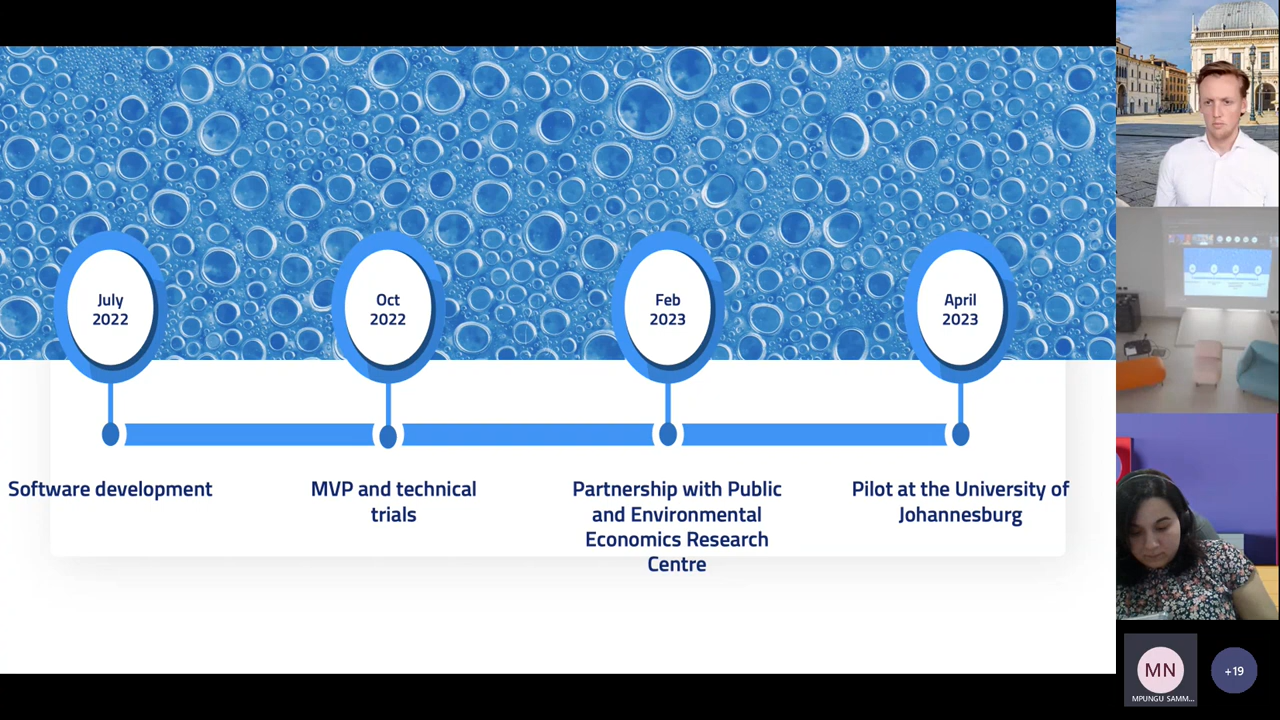 July
2022
Oct
2022
Feb
2023
April
2023
Software development
MVP and technical
trials
Partnership with Public
and Environmental
Economics Research
Centre
Pilot at the University of
Johannesburg
MN
+19
MPUNGU SAMM...